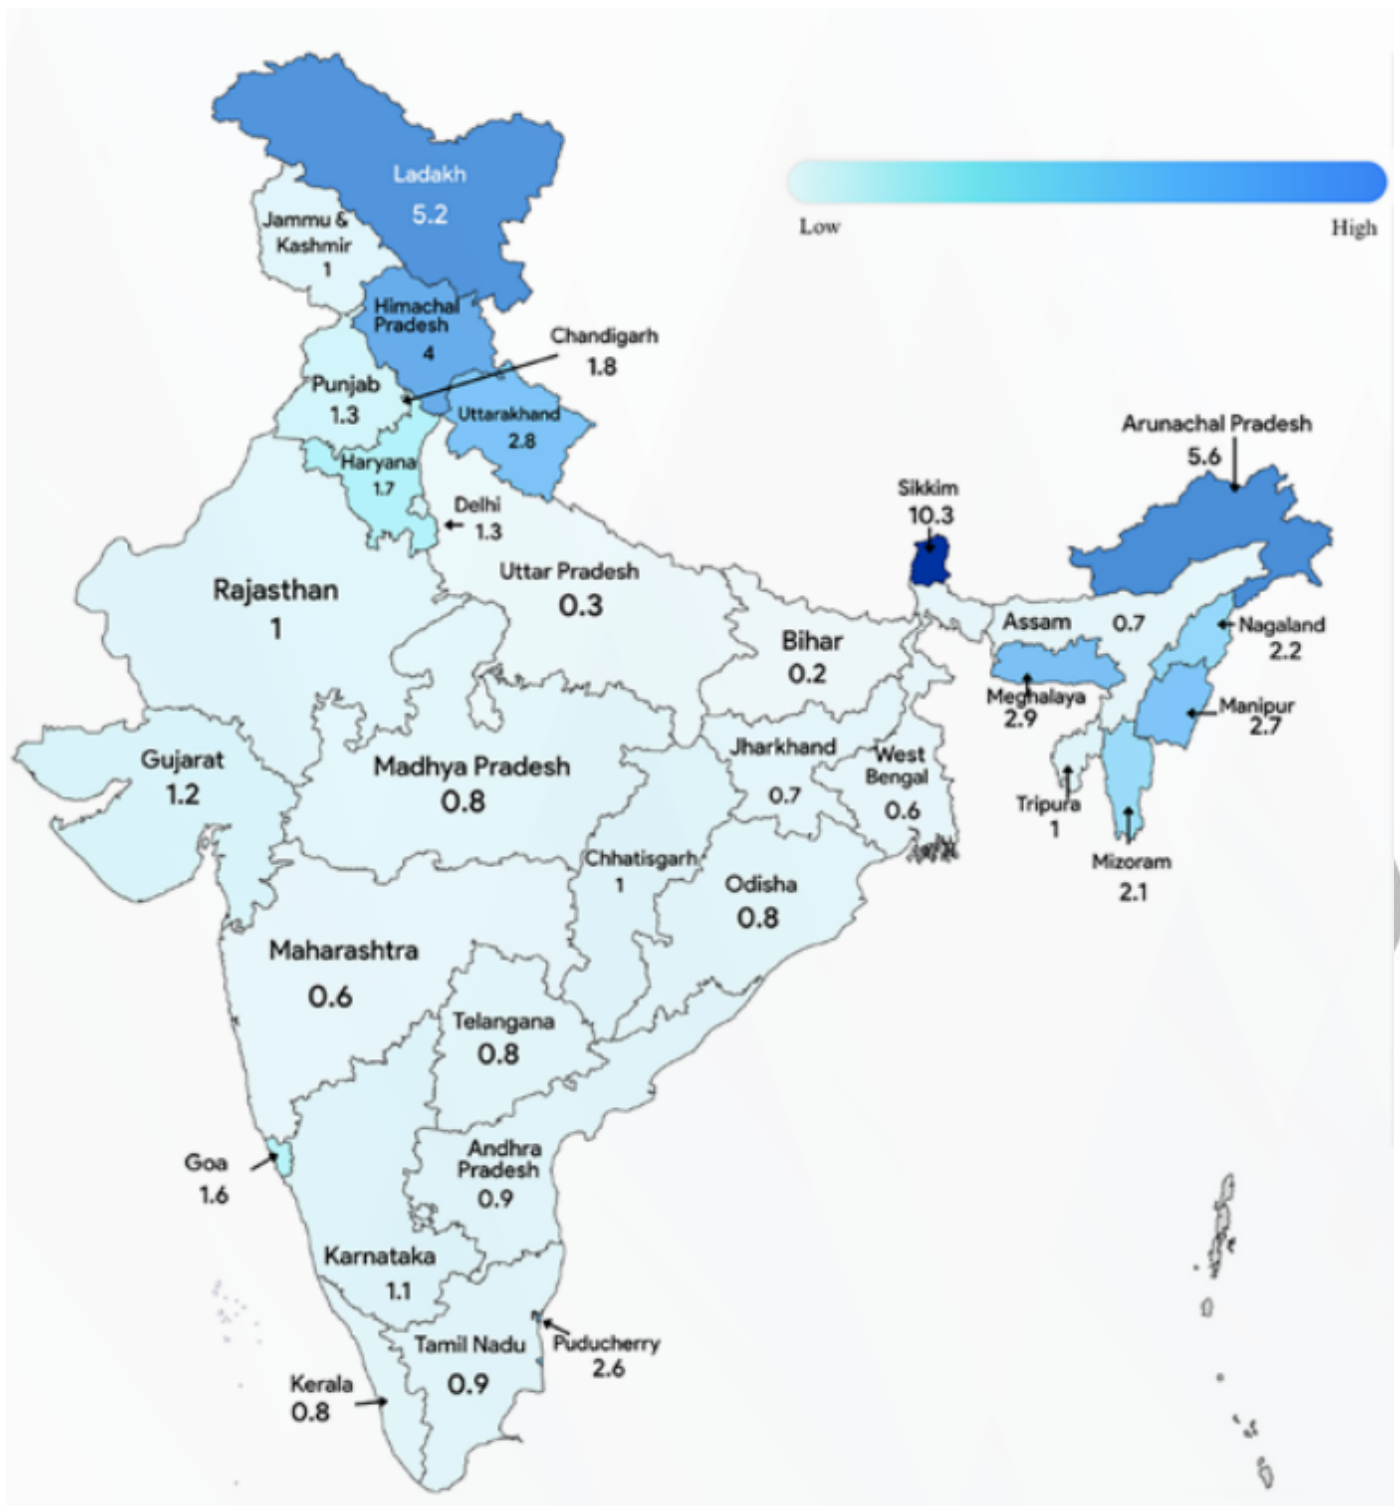 Ladakh
5.2
Low
High
Jammu &
Kashmir
1
Himachal
Pradesh
4
Chandigarh
1.8
Punjab
1.3
Uttarakhand
2.8
Haryana
1.7
Delhi
1.3
Arunachal Pradesh
5.6
Sikkim
10.3
Rajasthan
1
Uttar Pradesh
0.3
Bihar
0.2
Assam
0.7
Nagaland
2.2
Meghalaya
2.9
Manipur
2.7
Gujarat
1.2
Madhya Pradesh
0.8
Jharkhand
0.7
West
Bengal
0.6
Tripura
1
Mizoram
2.1
Chhatisgarh
1
Odisha
0.8
Maharashtra
0.6
Telangana
0.8
Goa
1.6
Andhra
Pradesh
0.9
Karnataka
1.1
Tamil Nadu
0.9
Puducherry
2.6
Kerala
0.8